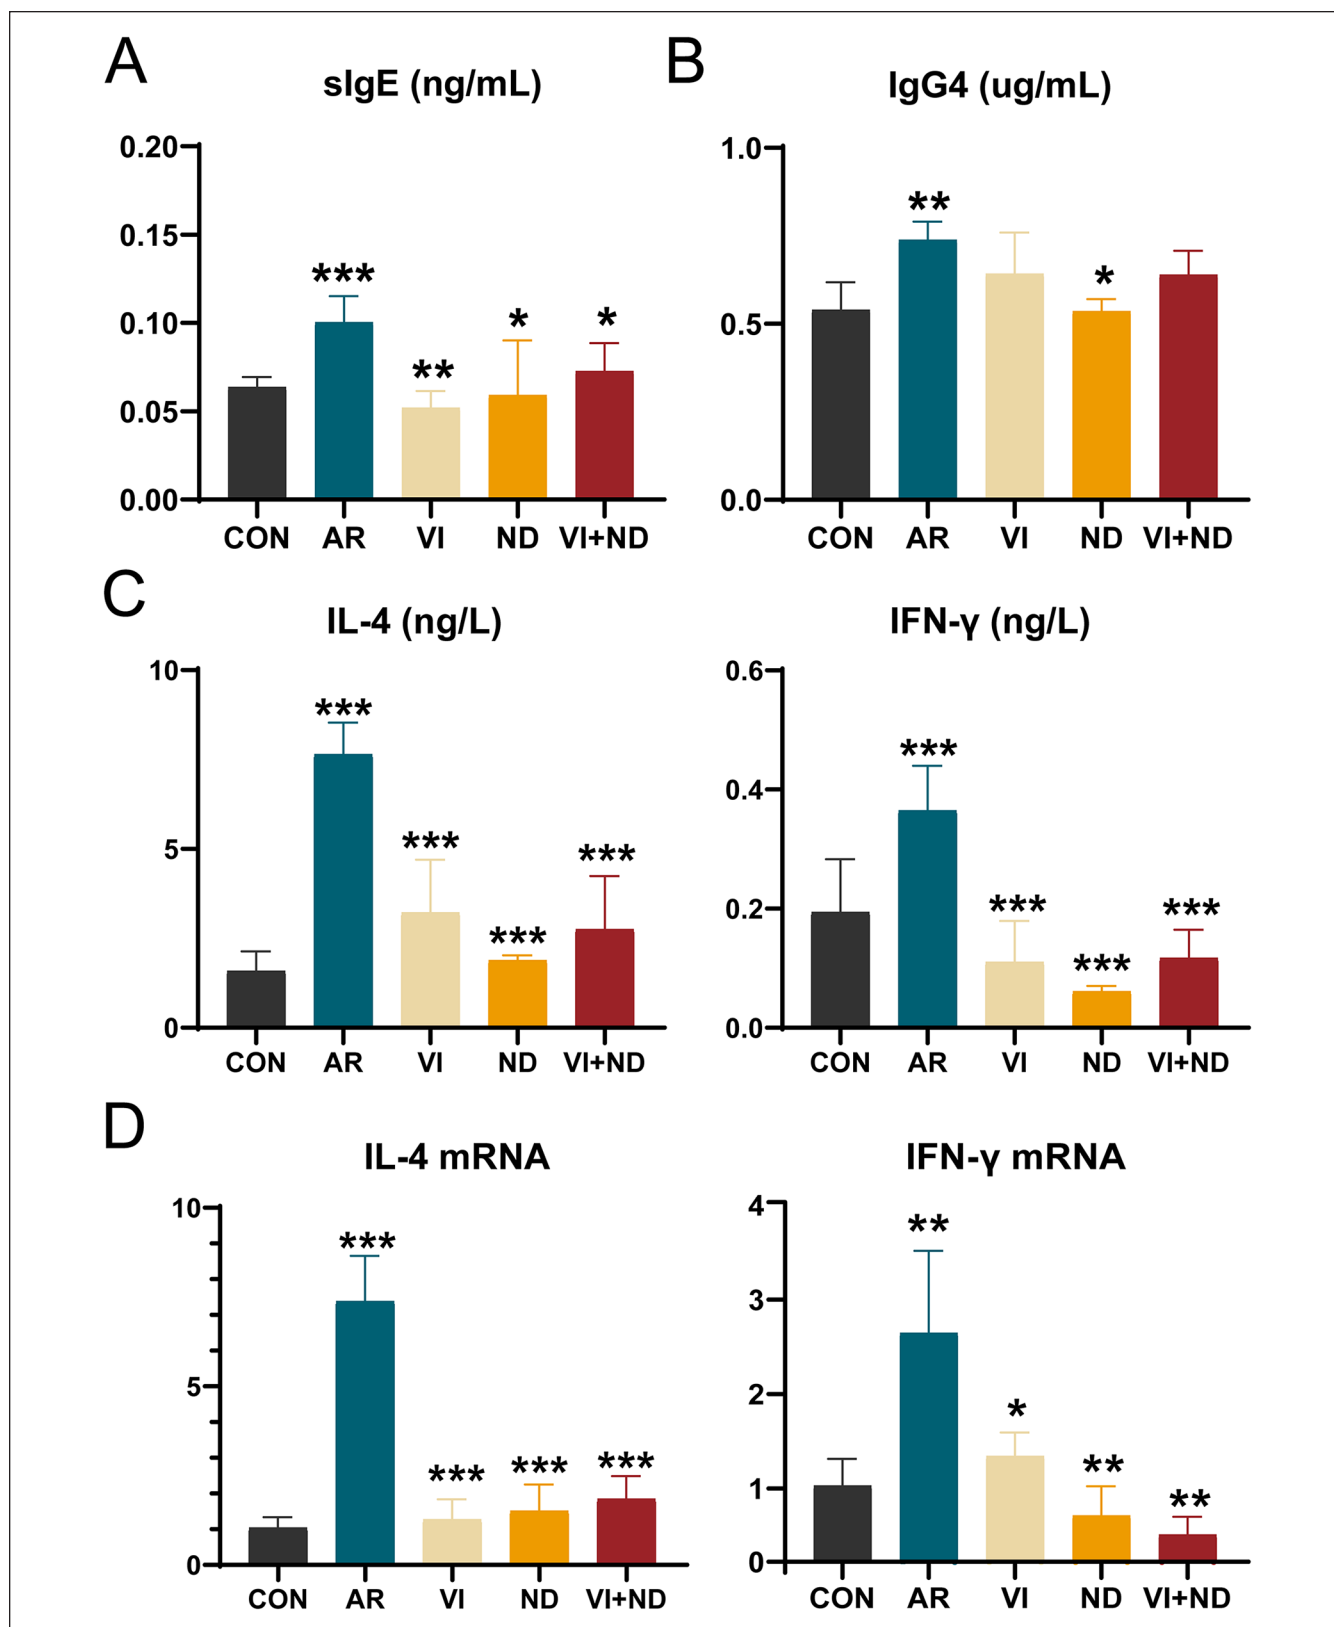 A
sIgE (ng/mL)
0.20
0.15
0.10
0.05
0.00
***
**
*
*
CON AR VI ND VI+ND
B
IgG4 (ug/mL)
1.0
0.5
0.0
**
*
CON AR VI ND VI+ND
C
IL-4 (ng/L)
10
5
0
***
***
***
***
CON AR VI ND VI+ND
IFN-γ (ng/L)
0.6
0.4
0.2
0.0
***
***
***
***
CON AR VI ND VI+ND
D
IL-4 mRNA
10
5
0
***
***
***
***
CON AR VI ND VI+ND
IFN-γ mRNA
4
3
2
1
0
**
*
**
**
CON AR VI ND VI+ND